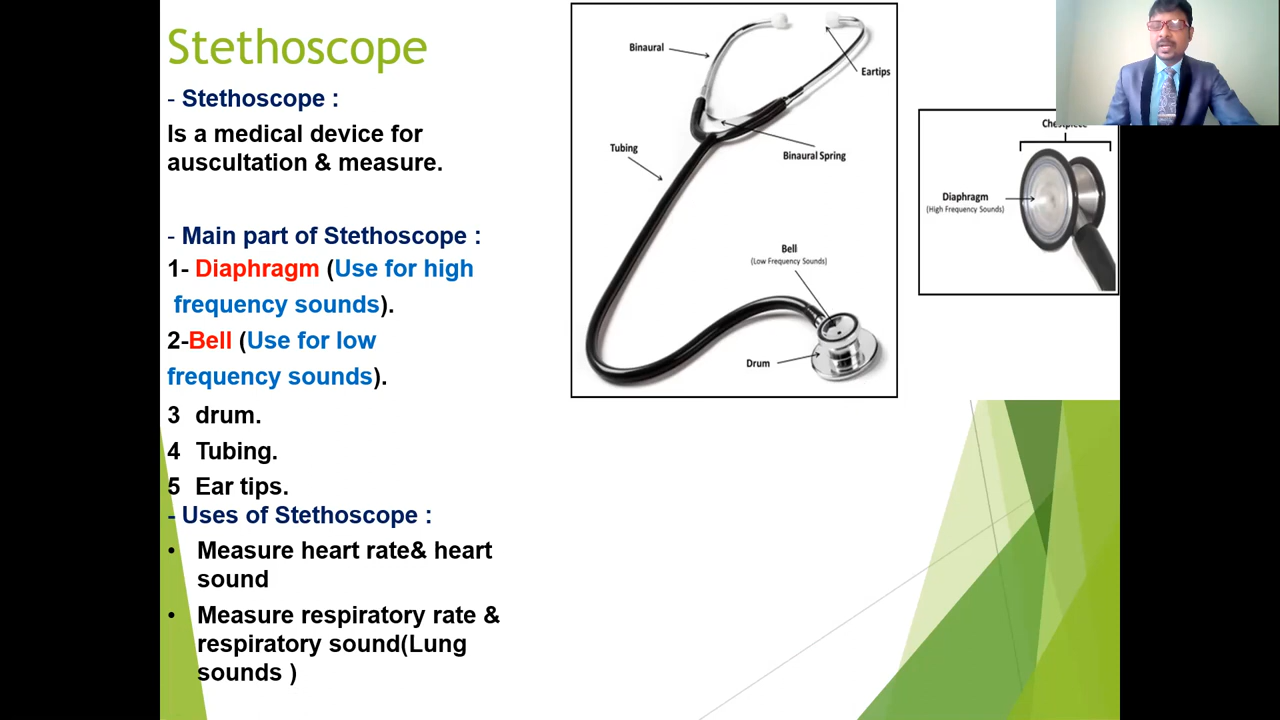 Stethoscope
- Stethoscope :
Is a medical device for
auscultation & measure.
- Main part of Stethoscope :
1- Diaphragm (Use for high
frequency sounds).
2-Bell (Use for low
frequency sounds).
3 drum.
4 Tubing.
5 Ear tips.
- Uses of Stethoscope :
• Measure heart rate& heart
sound
• Measure respiratory rate &
respiratory sound(Lung
sounds )
Binaural
Eartips
Tubing
Binaural Spring
Bell
(Low Frequency Sounds)
Drum
Chestpiece
Diaphragm
(High Frequency Sounds)